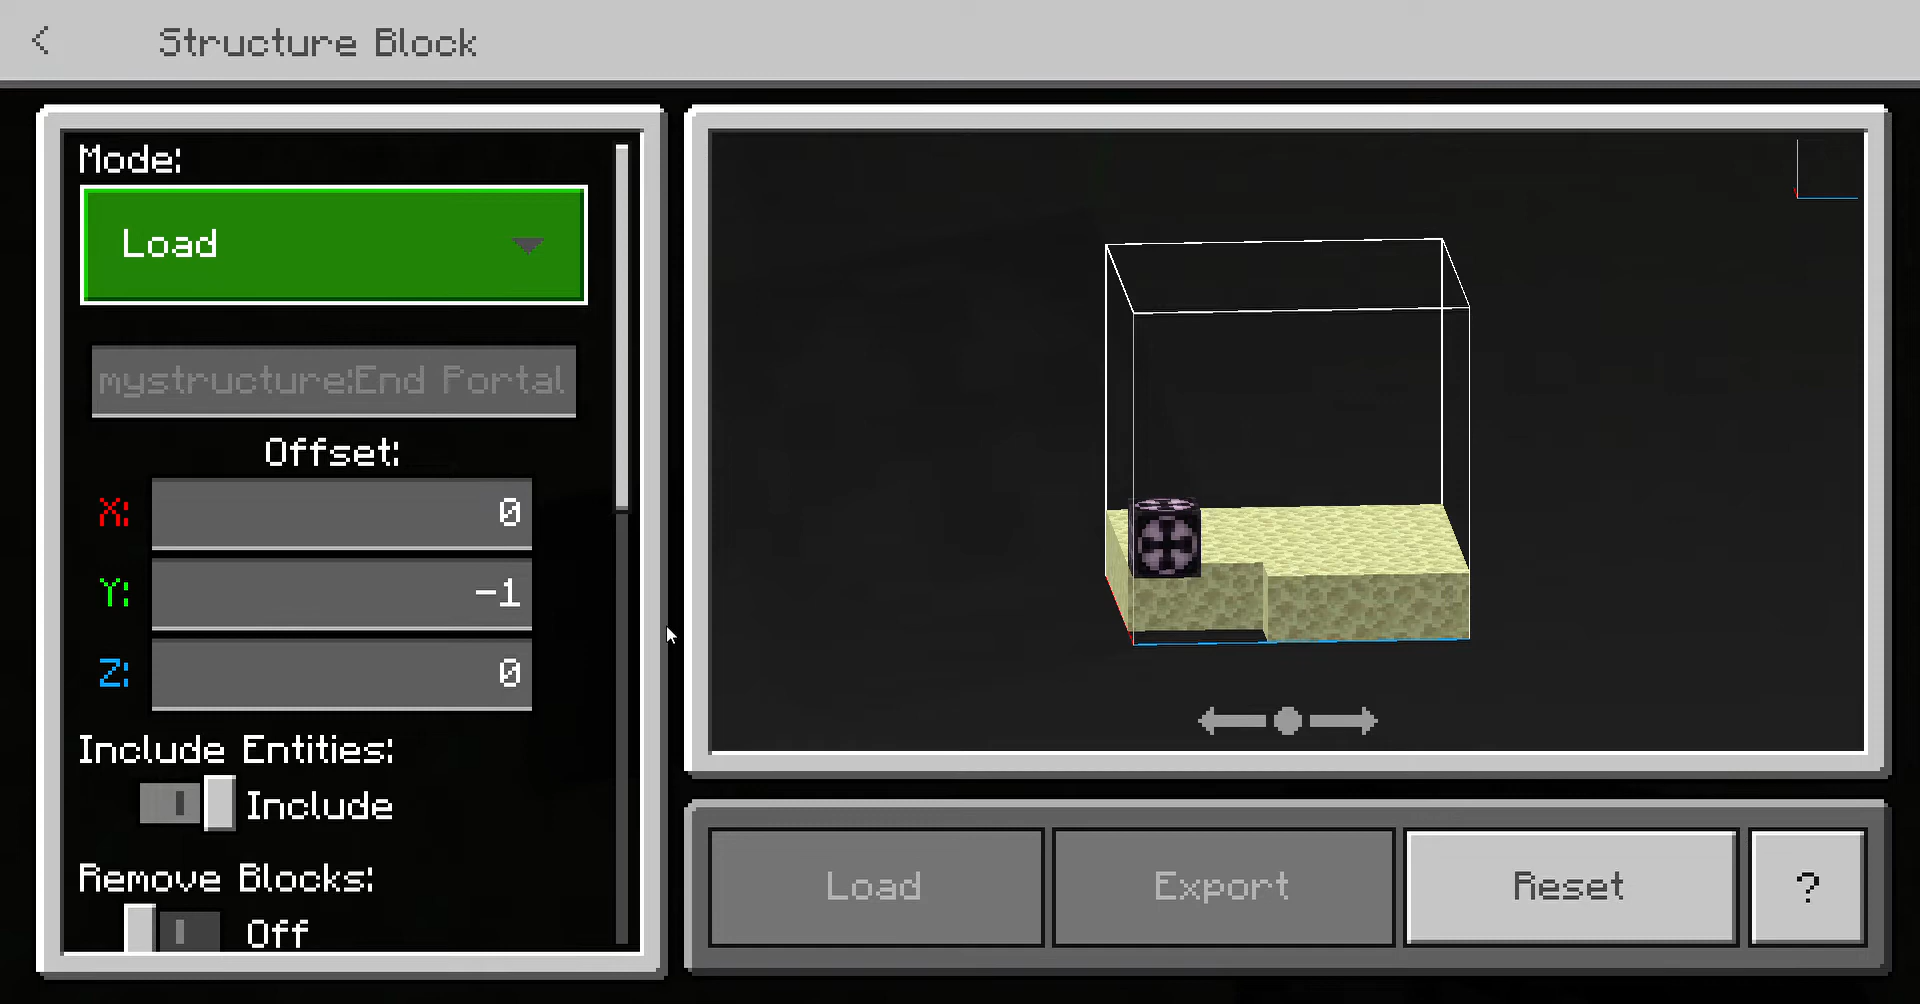 Structure Block
Mode:
Load
mystructure:End Portal
Offset:
X: 0
Y: -1
Z: 0
Include Entities:
Include
Remove Blocks:
Off
Load
Export
Reset
?